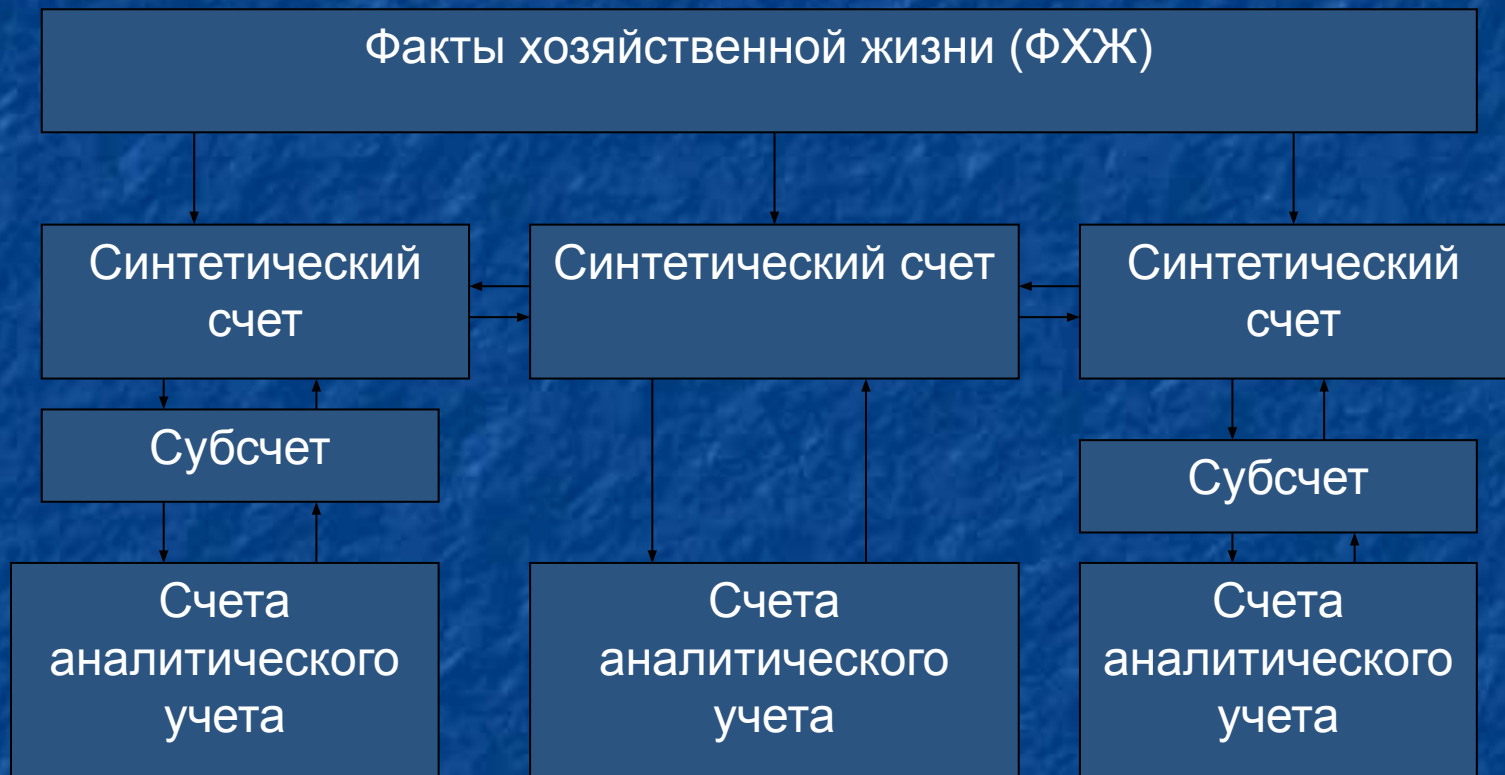 Факты хозяйственной жизни (ФХЖ)
Синтетический
счет
Синтетический счет
Синтетический
счет
Субсчет
Субсчет
Счета
аналитического
учета
Счета
аналитического
учета
Счета
аналитического
учета